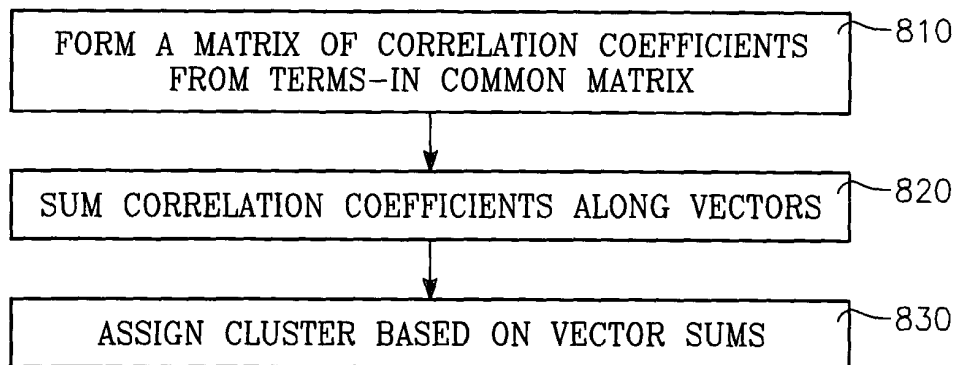 FORM A MATRIX OF CORRELATION COEFFICIENTS
FROM TERMS-IN COMMON MATRIX
810
SUM CORRELATION COEFFICIENTS ALONG VECTORS
820
ASSIGN CLUSTER BASED ON VECTOR SUMS
830